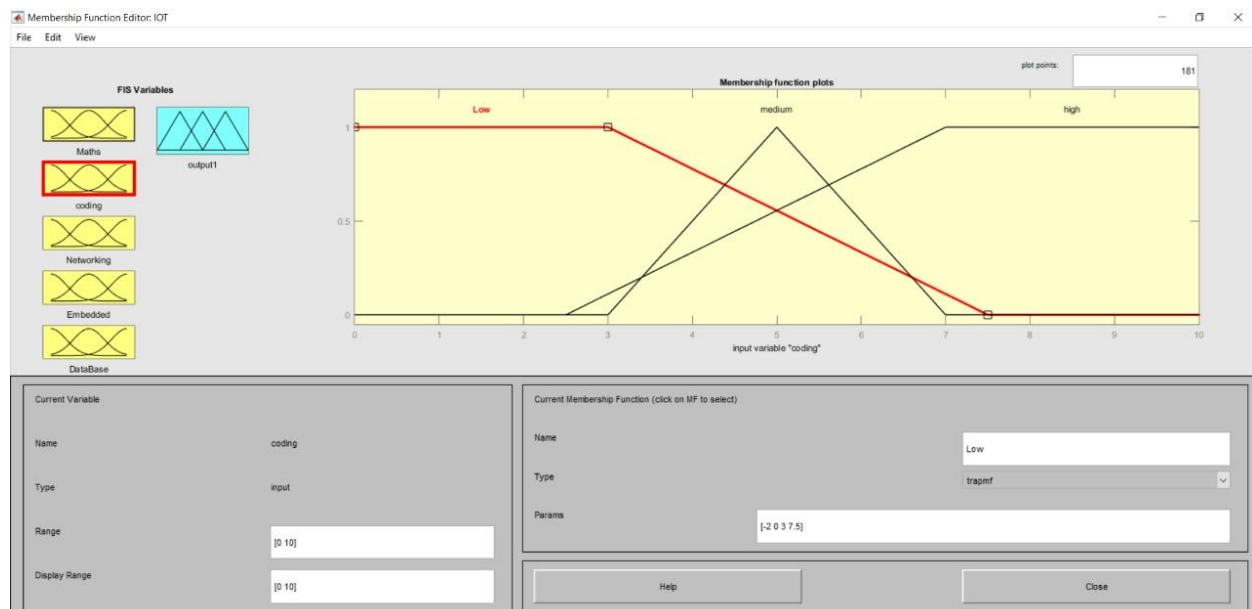 Membership Function Editor: IOT
File Edit View
plot points:
181
FIS Variables
Membership function plots
Maths
output1
coding
Networking
Embedded
DataBase
Low
medium
high
1
0.5
0
0 1 2 3 4 5 6 7 8 9 10
input variable "coding"
Current Variable
Name coding
Type input
Range [0 10]
Display Range [0 10]
Current Membership Function (click on MF to select)
Name Low
Type trapmf
Params [-2 0 3 7.5]
Help Close